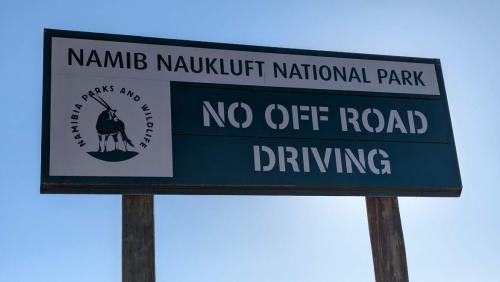 NAMIB NAUKLUFT NATIONAL PARK
NAMIBIA PARKS AND WILDLIFE
NO OFF ROAD
DRIVING